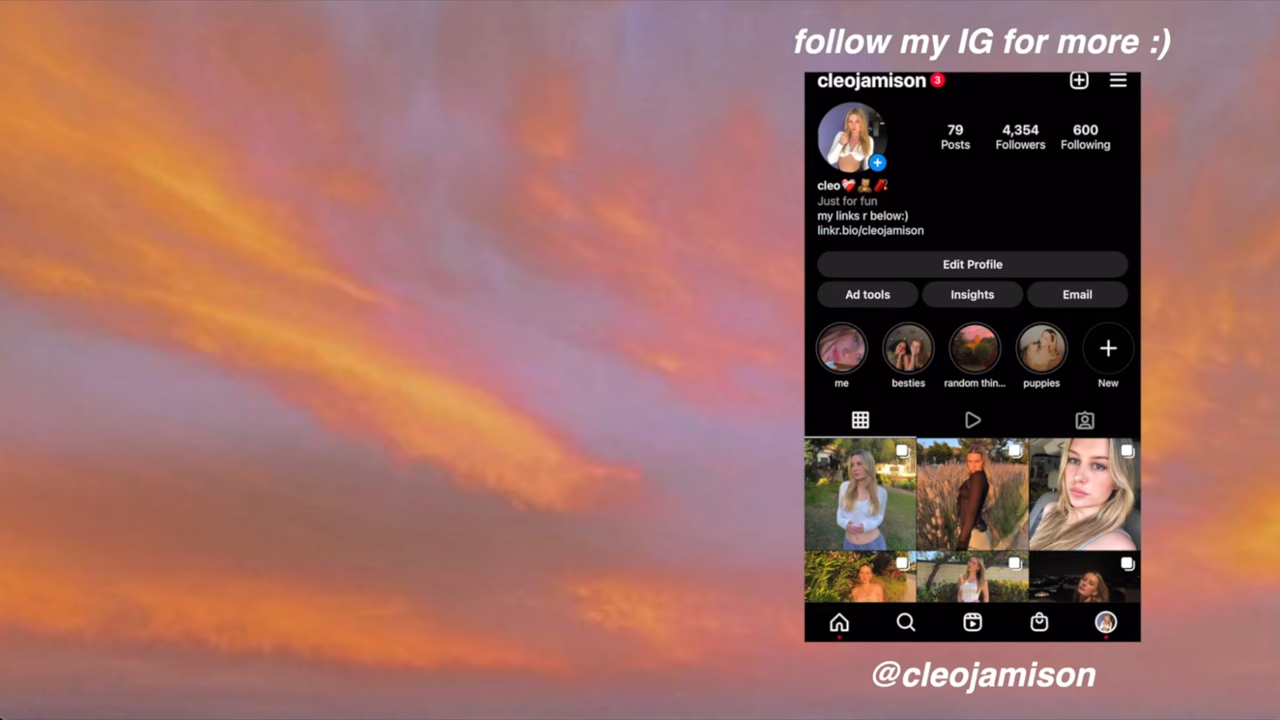 follow my IG for more :)
cleojamison 3
79 4,354 600
Posts Followers Following
cleo
Just for fun
my links r below:)
linkr.bio/cleojamison
Edit Profile
Ad tools Insights Email
me besties random thin... puppies New
@cleojamison